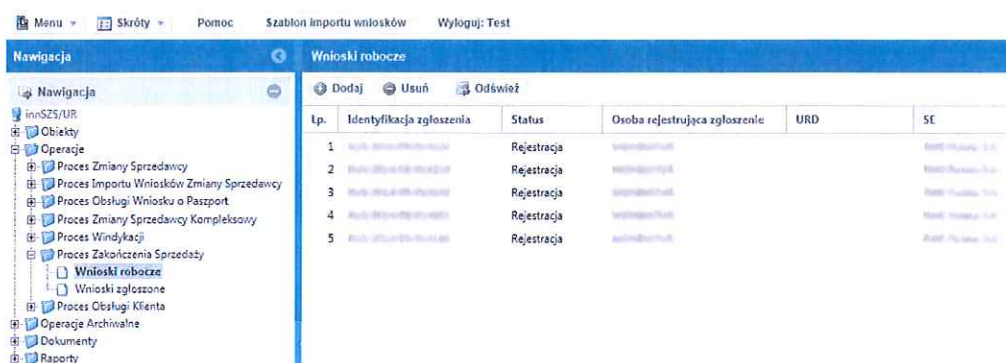 Menu Skróty Pomoc Szablon importu wniosków Wyloguj: Test
Nawigacja
Nawigacja
innSZS/UR
Obiekty
Operacje
Proces Zmiany Sprzedawcy
Proces Importu Wniosków Zmiany Sprzedawcy
Proces Obsługi Wniosku o Paszport
Proces Zmiany Sprzedawcy Kompleksowy
Proces Windykacji
Proces Zakończenia Sprzedaży
Wnioski robocze
Wnioski zgłoszone
Proces Obsługi Klienta
Operacje Archiwalne
Dokumenty
Raporty
Wnioski robocze
Dodaj Usuń Odśwież
Lp. Identyfikacja zgłoszenia Status Osoba rejestrująca zgłoszenie URD SE
1 Rejestracja
2 Rejestracja
3 Rejestracja
4 Rejestracja
5 Rejestracja